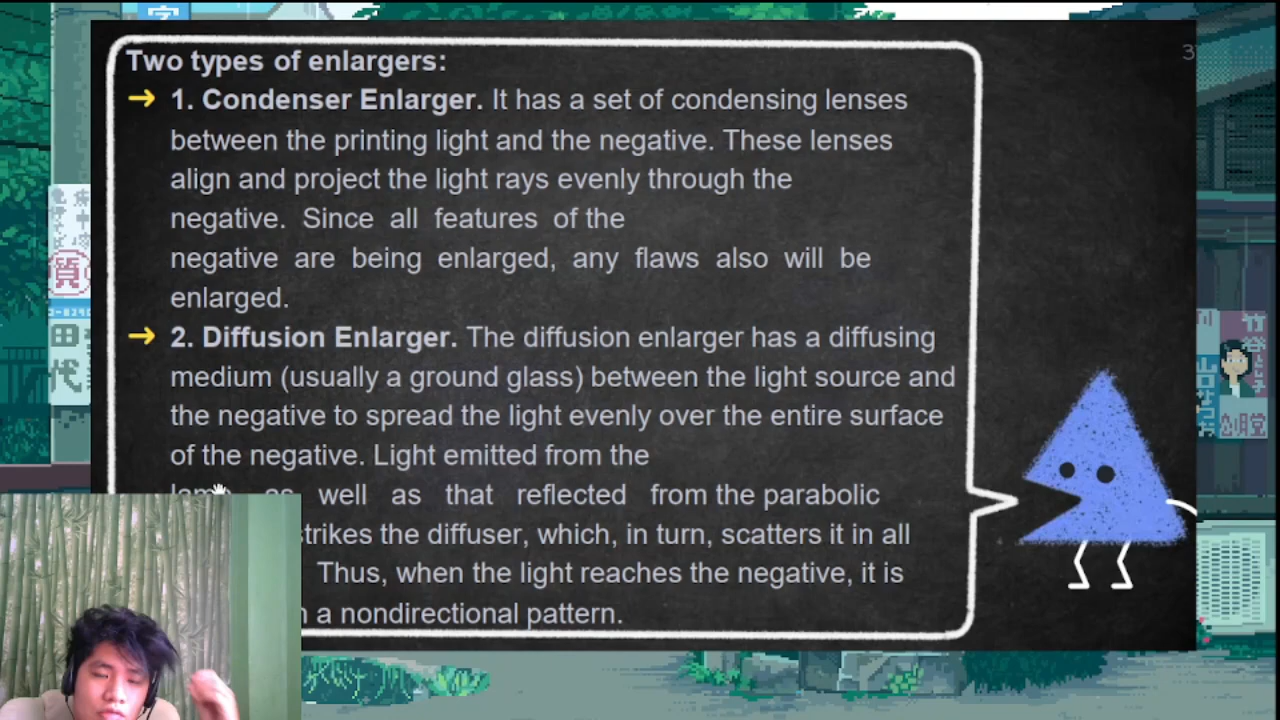 字
3
Two types of enlargers:
→ 1. Condenser Enlarger. It has a set of condensing lenses
between the printing light and the negative. These lenses
align and project the light rays evenly through the
negative. Since all features of the
negative are being enlarged, any flaws also will be
enlarged.
→ 2. Diffusion Enlarger. The diffusion enlarger has a diffusing
medium (usually a ground glass) between the light source and
the negative to spread the light evenly over the entire surface
of the negative. Light emitted from the
as well as that reflected from the parabolic
strikes the diffuser, which, in turn, scatters it in all
Thus, when the light reaches the negative, it is
a nondirectional pattern.
質
田
代